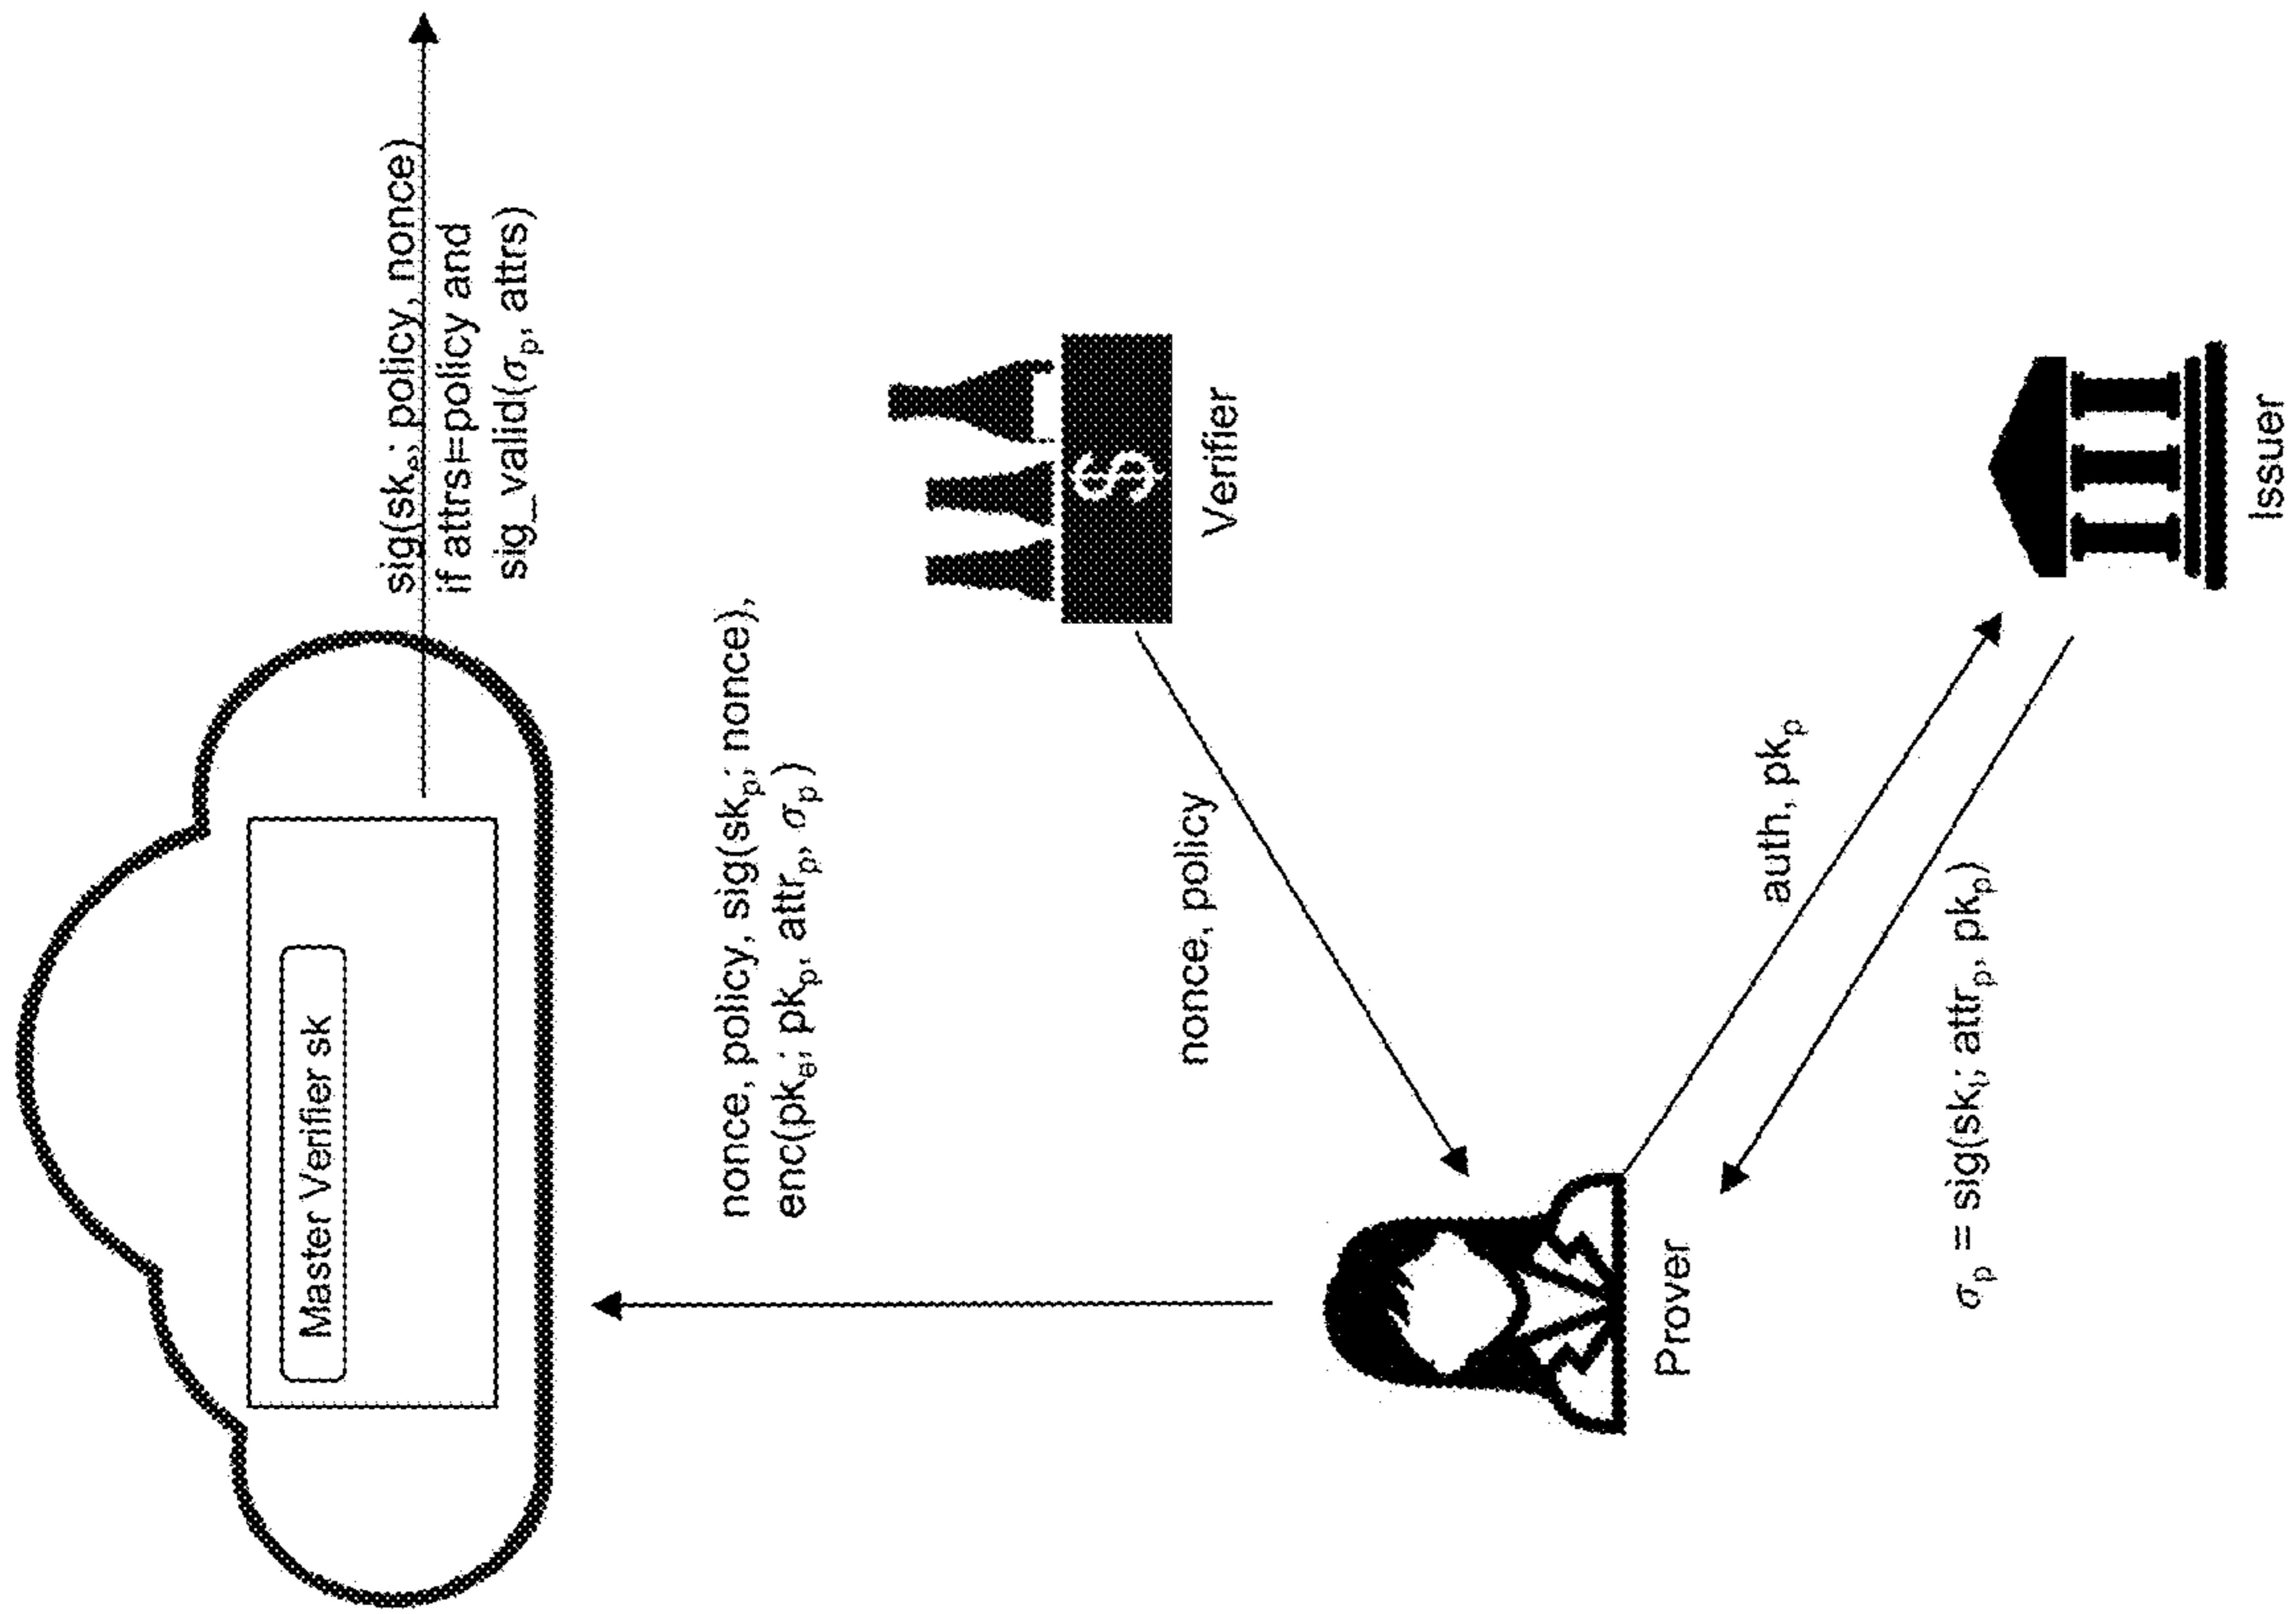 Master Verifier sk
sig(skₑ; policy, nonce)
if attrs⊨policy and
sig_valid(σₚ, attrs)
nonce, policy, sig(skₚ; nonce),
enc(pkₑ; pkₚ, attrₚ, σₚ)
$
Verifier
nonce, policy
Prover
auth, pkₚ
σₚ = sig(skᵢ; attrₚ, pkₚ)
Issuer